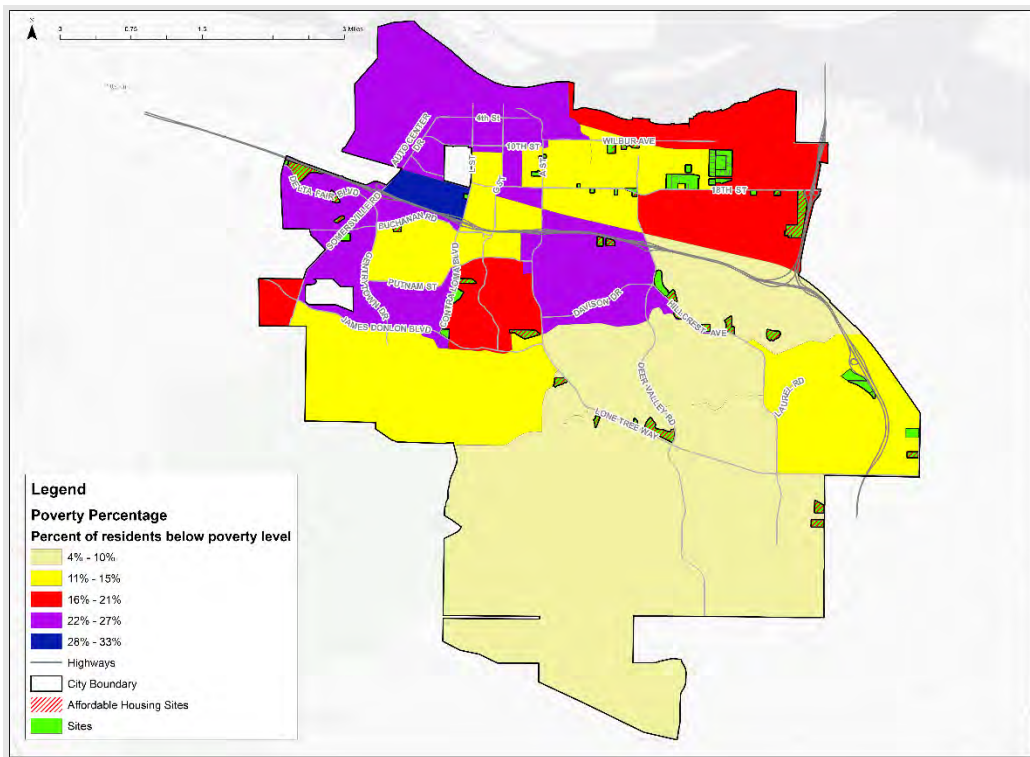 N
0.75
1.5
3 Miles
4th St
AUTO CENTER DR
10TH ST
WILBUR AVE
L ST
G ST
A ST
18TH ST
DELTA FAIR BLVD
SOMERSVILLE RD
BUCHANAN RD
GENTRYTOWN DR
PUTNAM ST
CONTRA LOMA BLVD
DAVISON DR
HILLCREST AVE
JAMES DONLON BLVD
DEER VALLEY RD
LAUREL RD
LONE TREE WAY
Legend
Poverty Percentage
Percent of residents below poverty level
4% - 10%
11% - 15%
16% - 21%
22% - 27%
28% - 33%
Highways
City Boundary
Affordable Housing Sites
Sites